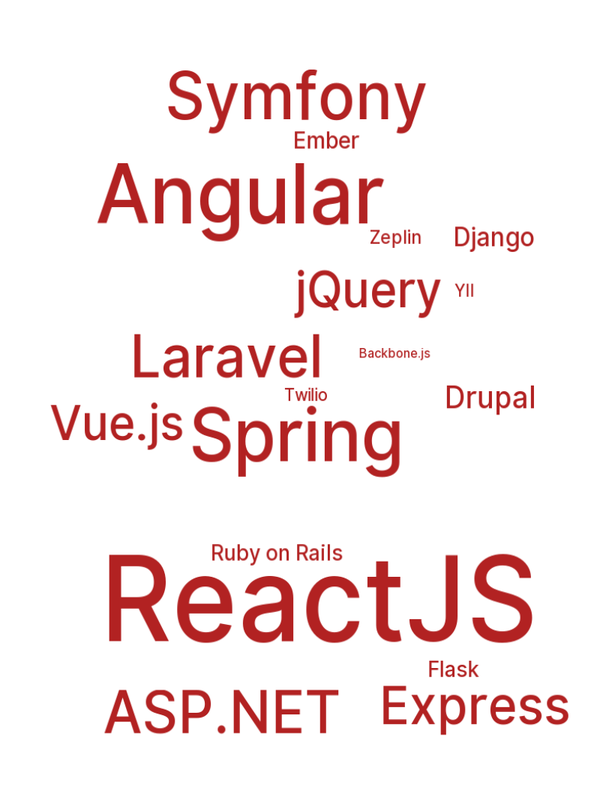 Symfony
Ember
Angular
Zeplin
Django
jQuery
YII
Laravel
Backbone.js
Twilio
Drupal
Vue.js
Spring
Ruby on Rails
ReactJS
Flask
ASP.NET
Express